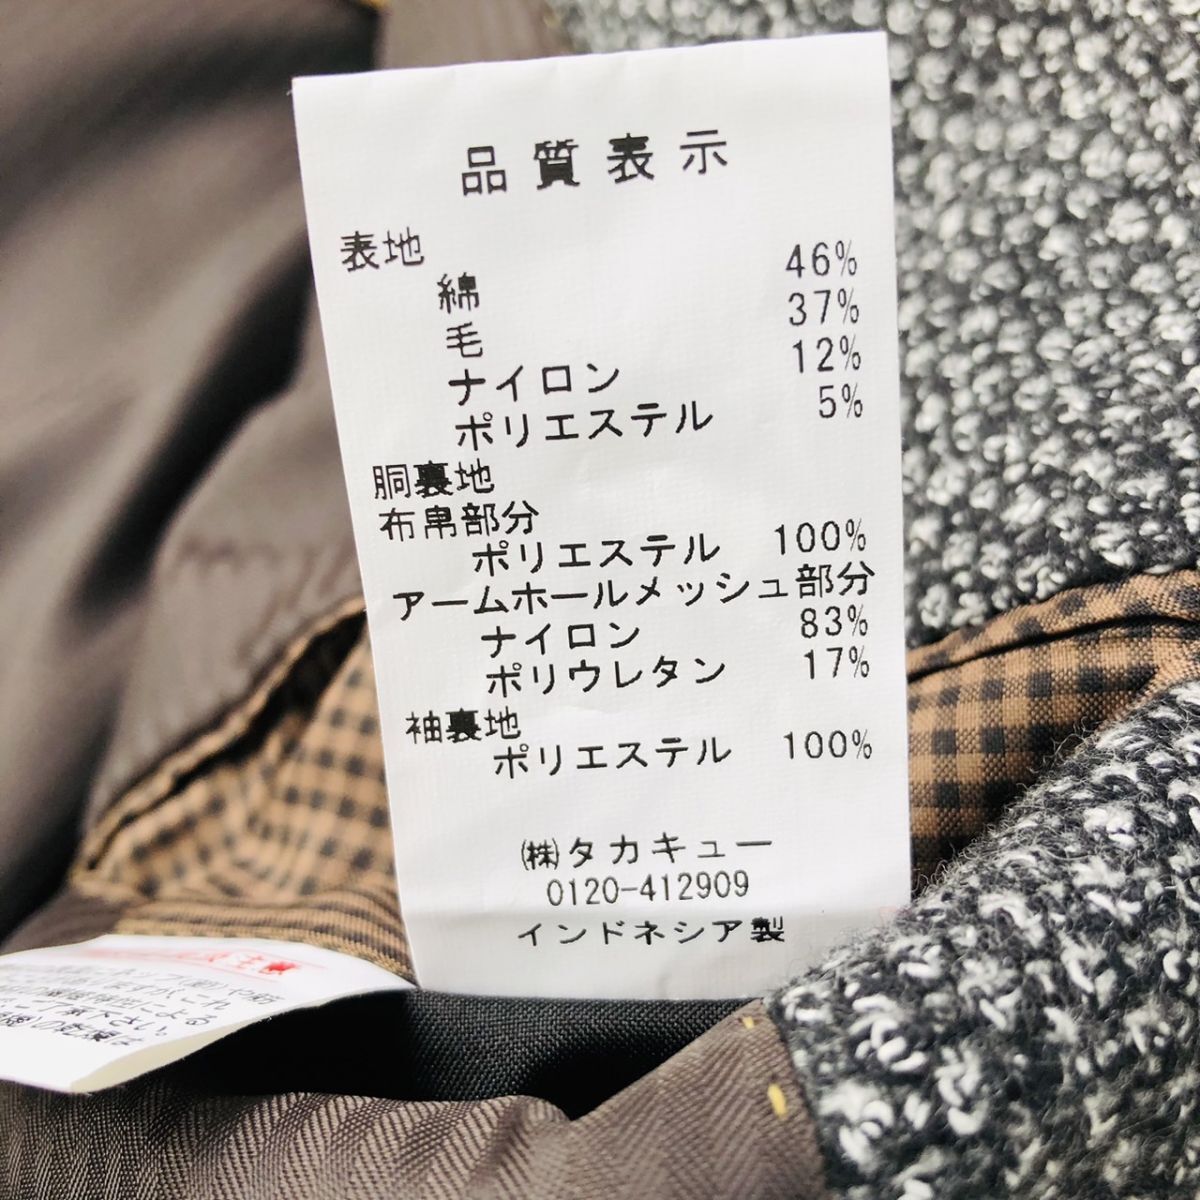 品質表示
表地
綿 46%
毛 37%
ナイロン 12%
ポリエステル 5%
胴裏地
布帛部分
ポリエステル 100%
アームホールメッシュ部分
ナイロン 83%
ポリウレタン 17%
袖裏地
ポリエステル 100%
㈱タカキュー
0120-412909
インドネシア製